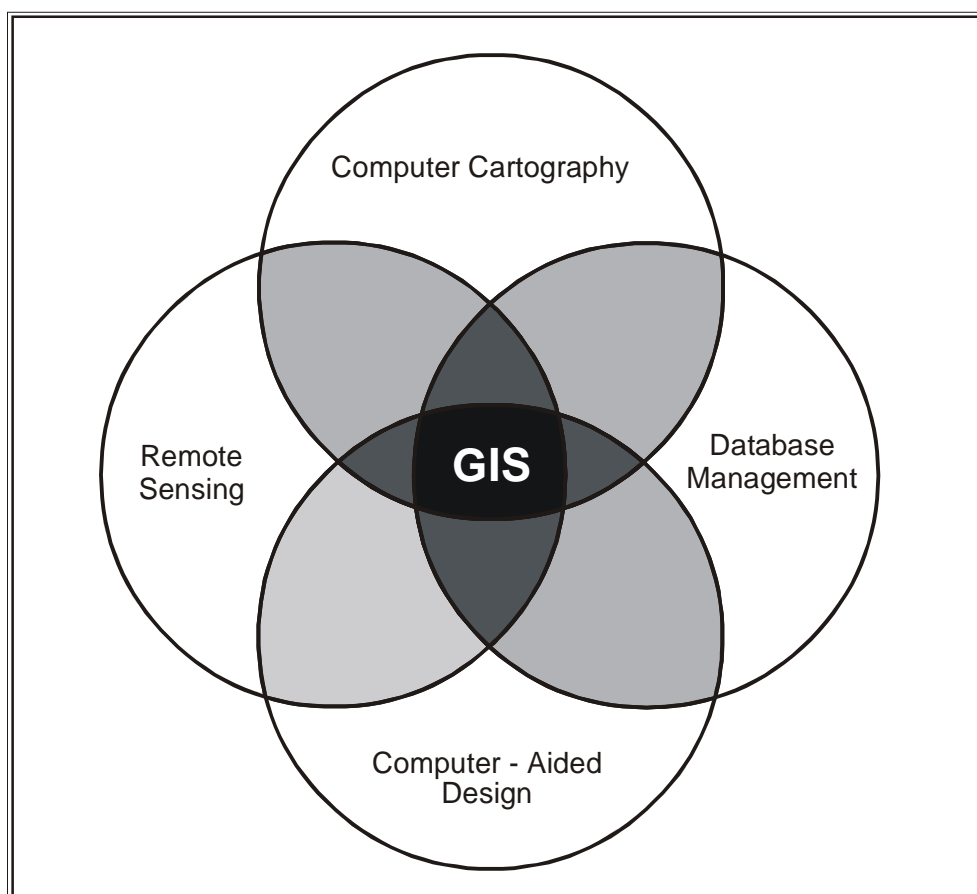 Computer Cartography
Remote
Sensing
GIS
Database
Management
Computer - Aided
Design